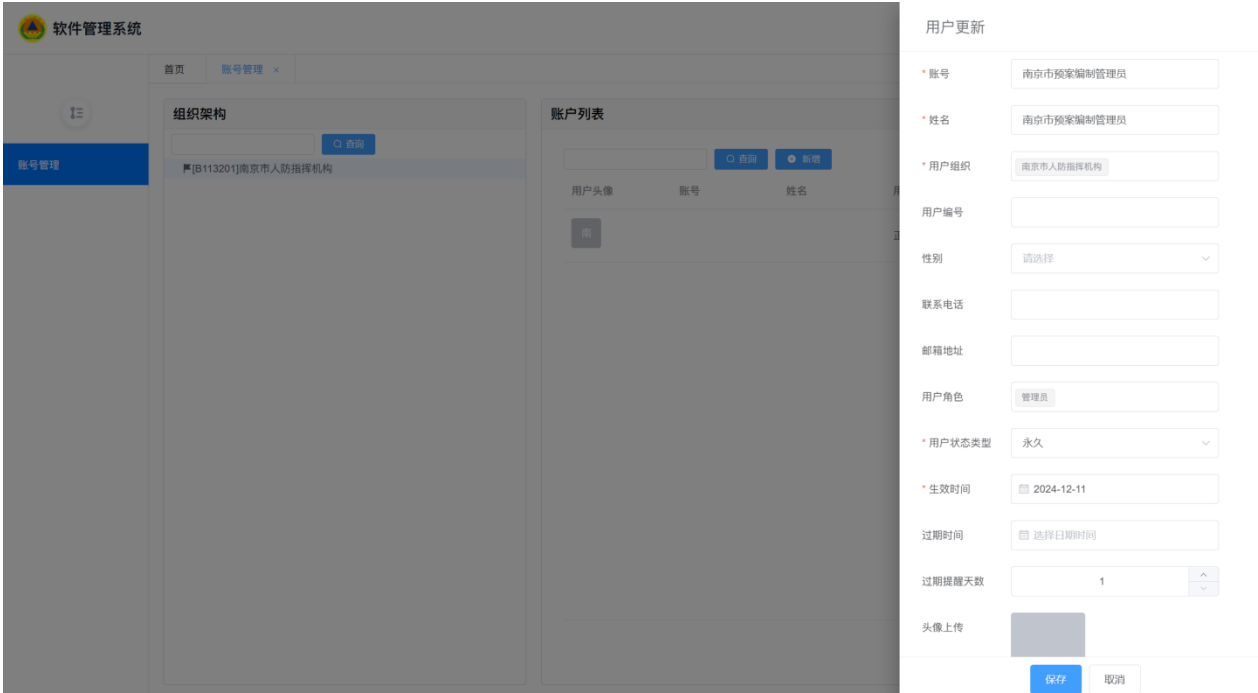 软件管理系统
首页 账号管理 ×
账号管理
组织架构
查询
[B113201]南京市人防指挥机构
账户列表
查询 新增
用户头像 账号 姓名
南
用户更新
* 账号 南京市预案编制管理员
* 姓名 南京市预案编制管理员
* 用户组织 南京市人防指挥机构
用户编号
性别 请选择
联系电话
邮箱地址
用户角色 管理员
* 用户状态类型 永久
* 生效时间 2024-12-11
过期时间 选择日期时间
过期提醒天数 1
头像上传
保存 取消